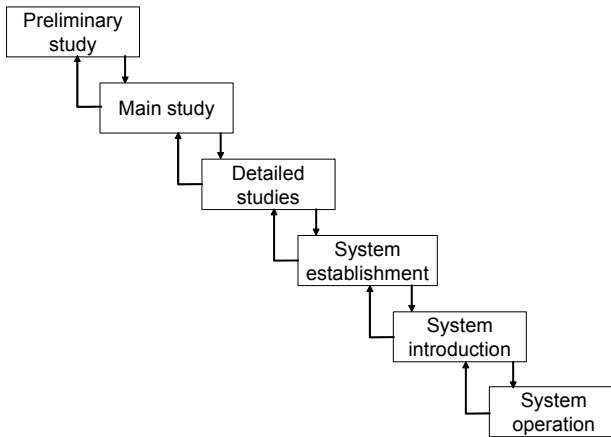 Preliminary
study
Main study
Detailed
studies
System
establishment
System
introduction
System
operation